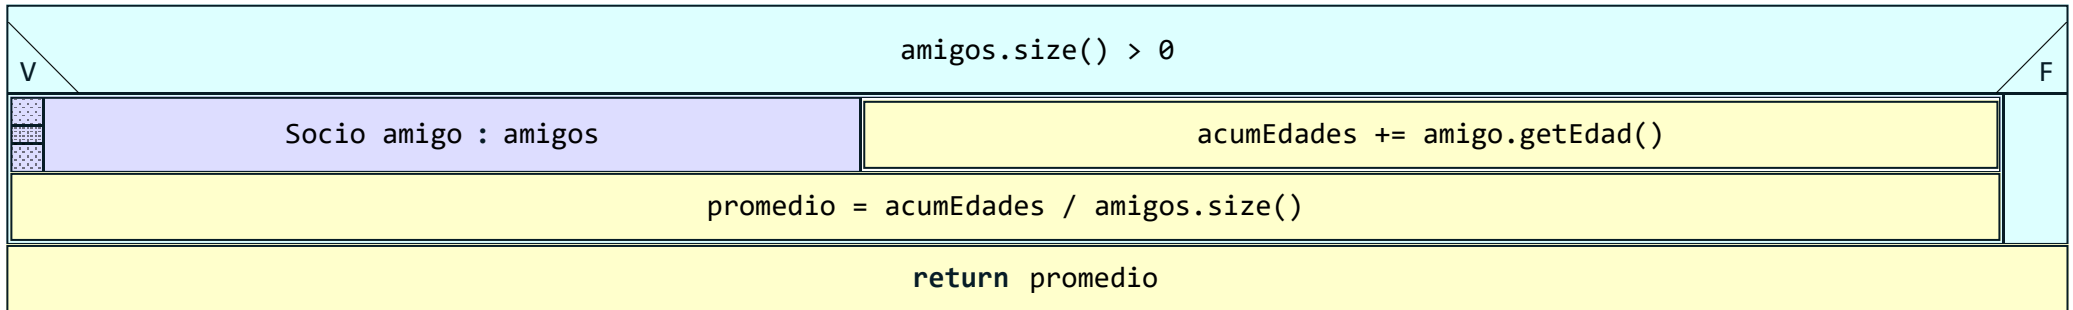 amigos.size() > 0
V
F
Socio amigo : amigos
acumEdades += amigo.getEdad()
promedio = acumEdades / amigos.size()
return promedio